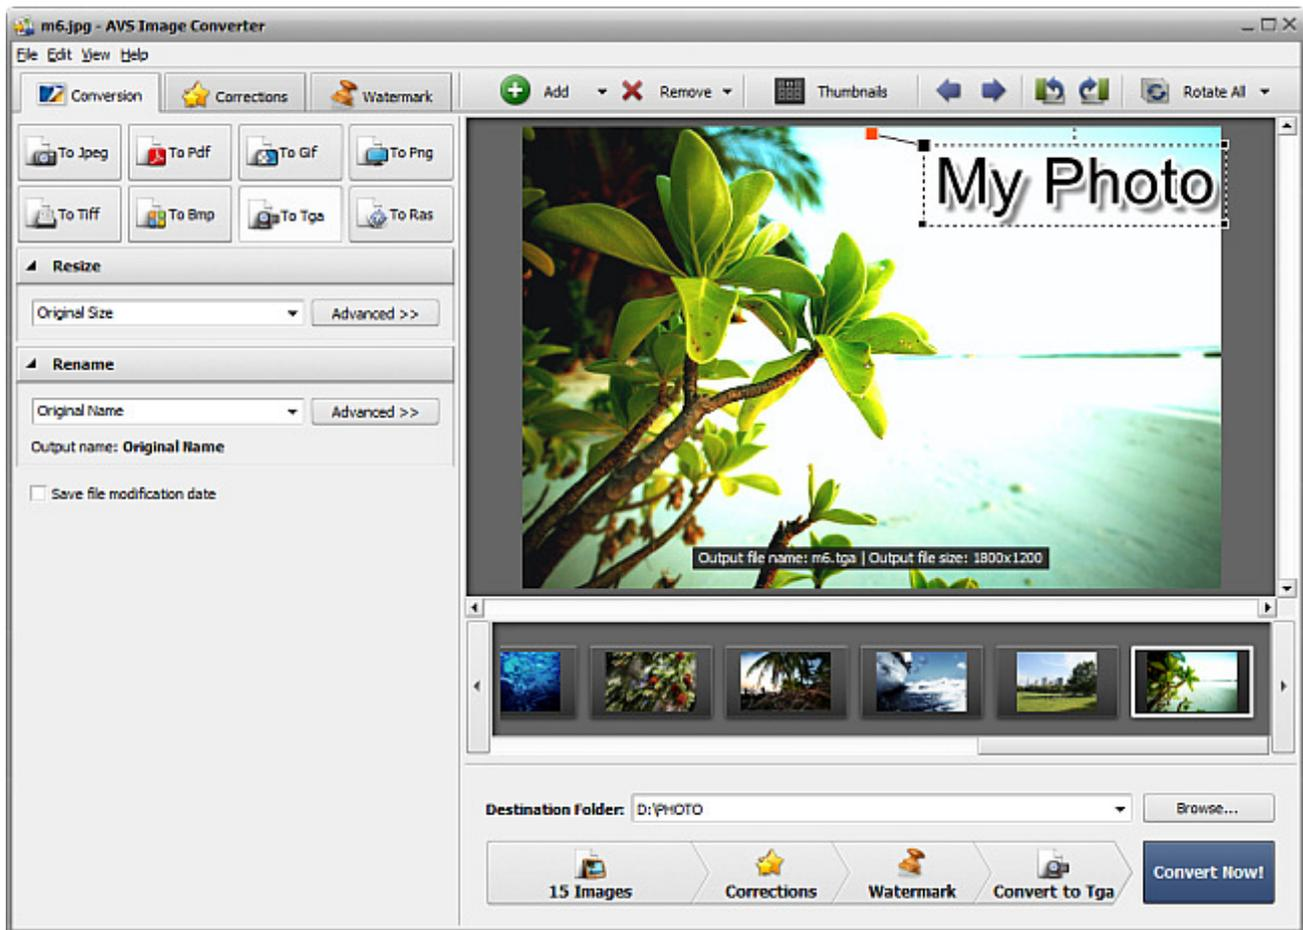 m6.jpg - AVS Image Converter
File Edit View Help
Conversion Corrections Watermark
Add Remove Thumbnails Rotate All
To Jpeg To Pdf To Gif To Png
To Tiff To Bmp To Tga To Ras
Resize
Original Size Advanced >>
Rename
Original Name Advanced >>
Output name: Original Name
Save file modification date
My Photo
Output file name: m6.tga | Output file size: 1800x1200
Destination Folder: D:\PHOTO Browse...
15 Images Corrections Watermark Convert to Tga Convert Now!